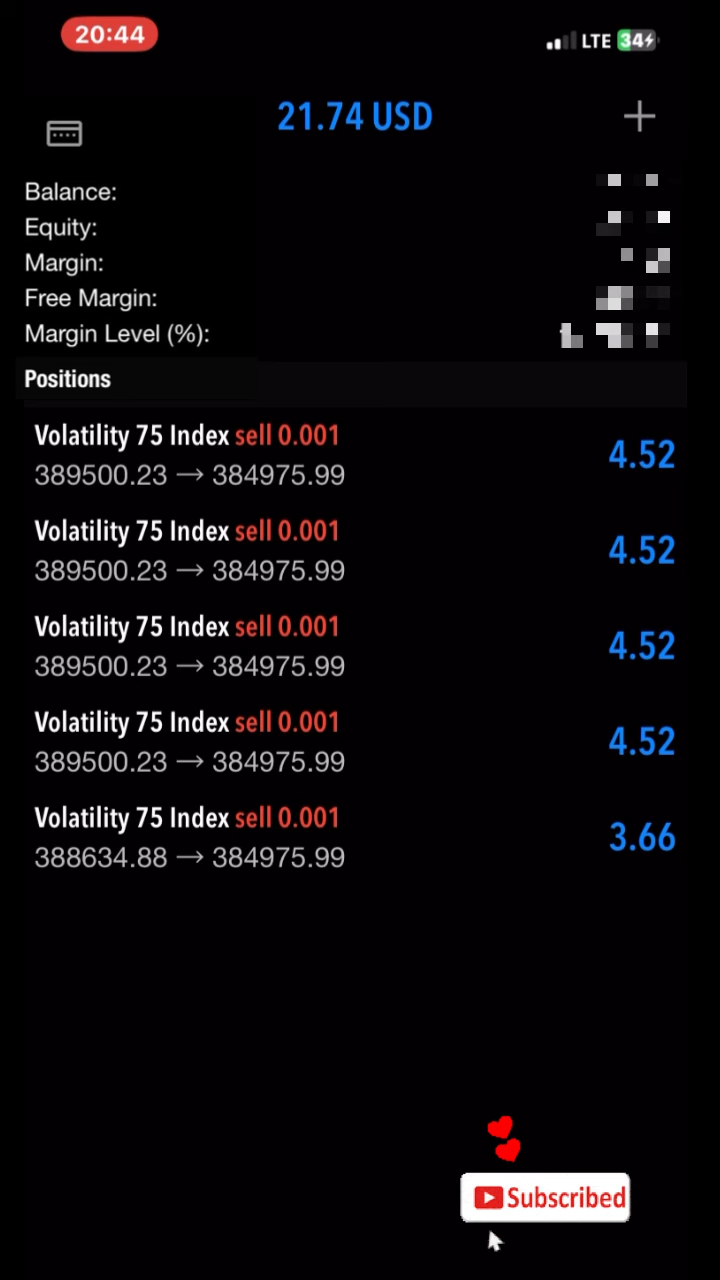 20:44
LTE 34
21.74 USD
Balance:
Equity:
Margin:
Free Margin:
Margin Level (%):
Positions
Volatility 75 Index sell 0.001
389500.23 → 384975.99
4.52
Volatility 75 Index sell 0.001
389500.23 → 384975.99
4.52
Volatility 75 Index sell 0.001
389500.23 → 384975.99
4.52
Volatility 75 Index sell 0.001
389500.23 → 384975.99
4.52
Volatility 75 Index sell 0.001
388634.88 → 384975.99
3.66
Subscribed